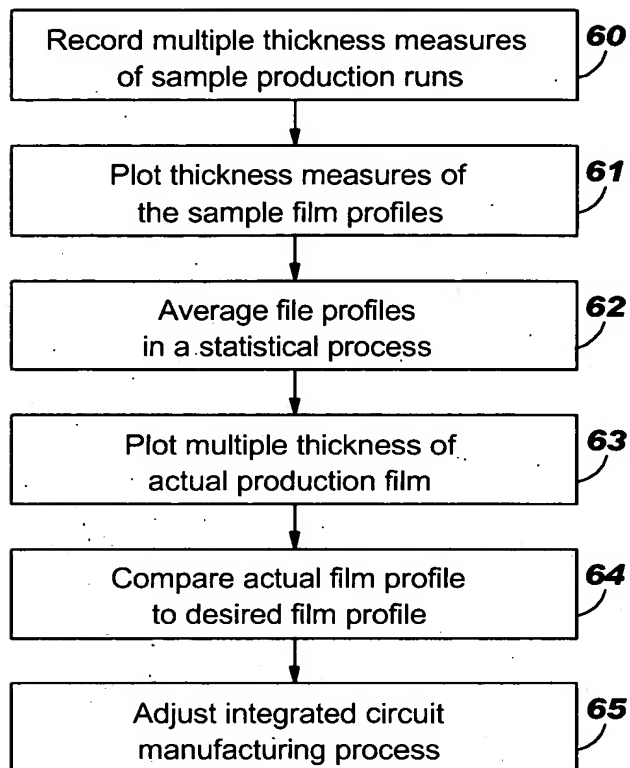 Record multiple thickness measures 60
of sample production runs
Plot thickness measures of 61
the sample film profiles
Average file profiles 62
in a statistical process
Plot multiple thickness of 63
actual production film
Compare actual film profile 64
to desired film profile
Adjust integrated circuit 65
manufacturing process